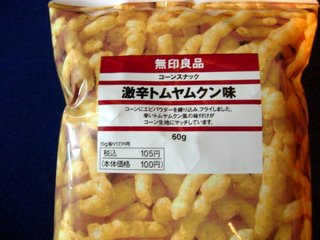 無印良品
コーンスナック
激辛トムヤムクン味
コーンにエビパウダーを練り込みフライしました。
辛いトムヤムクン風の味付けが
コーン生地にマッチしています。
60g
税込 105円
(本体価格 100円)